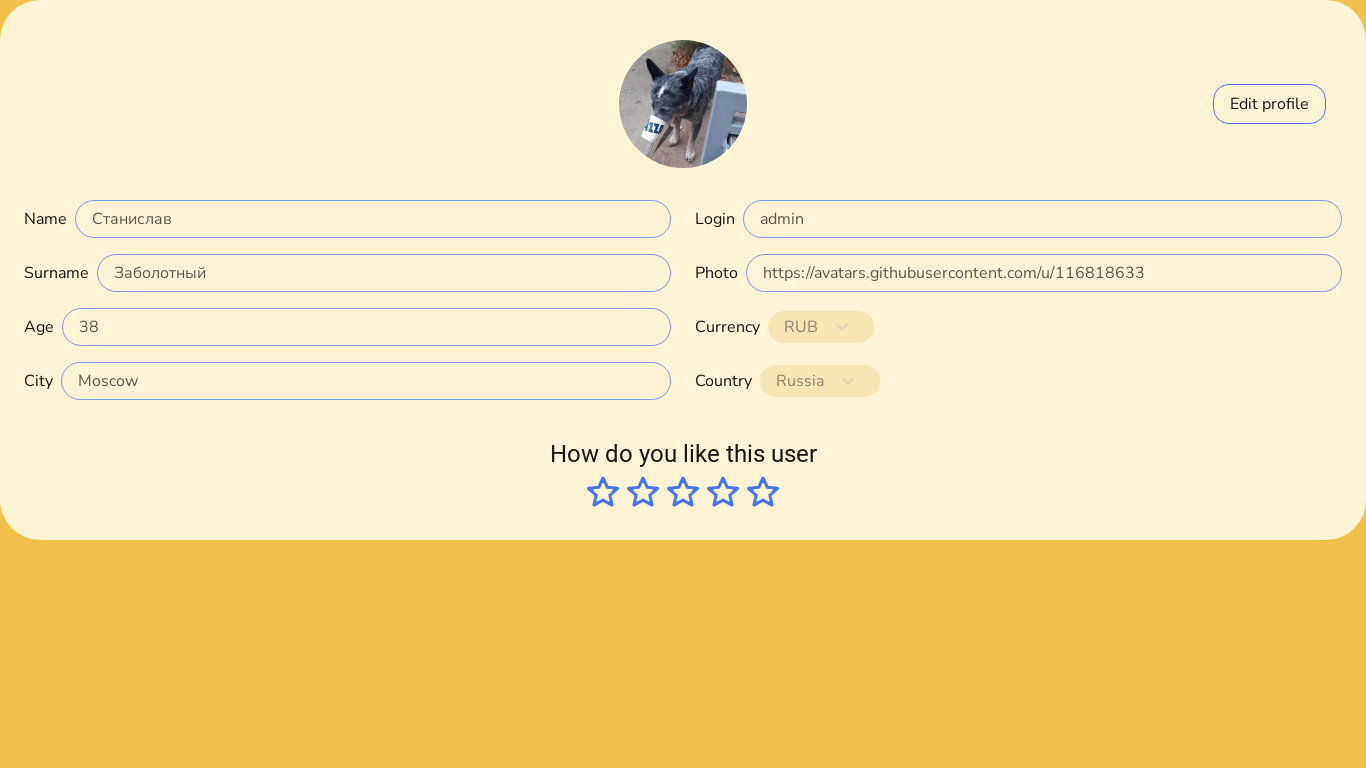 Edit profile
Name Станислав
Login admin
Surname Заболотный
Photo https://avatars.githubusercontent.com/u/116818633
Age 38
Currency RUB
City Moscow
Country Russia
How do you like this user